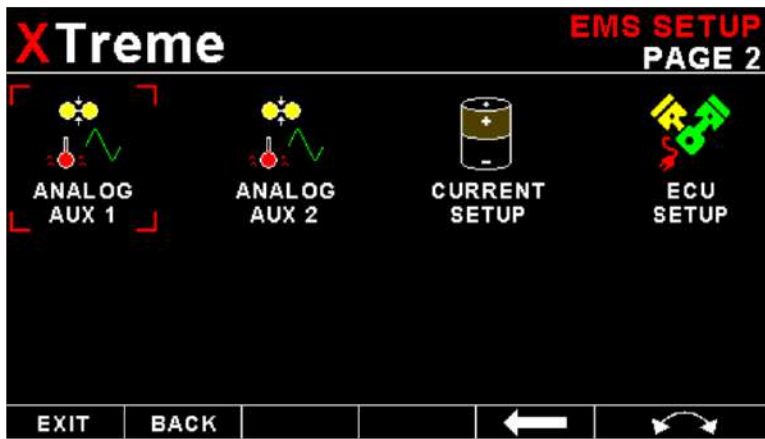 XTreme
EMS SETUP
PAGE 2
ANALOG
AUX 1
ANALOG
AUX 2
CURRENT
SETUP
ECU
SETUP
EXIT
BACK